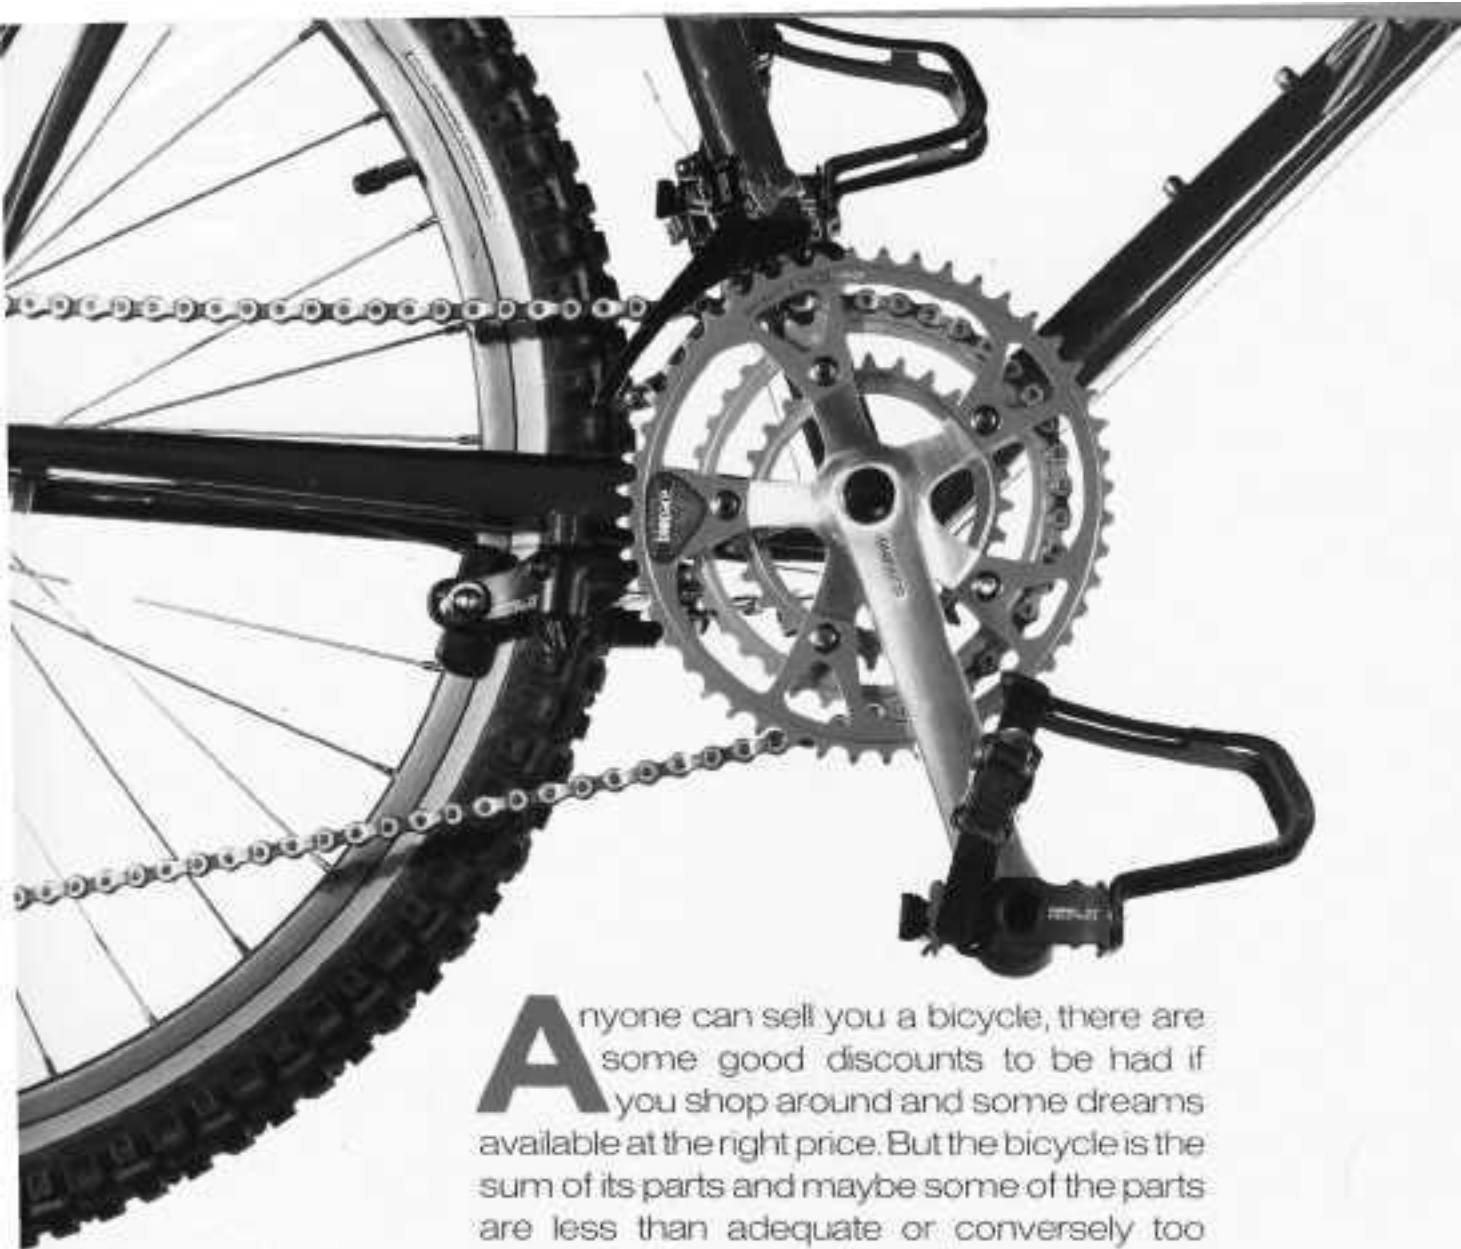 Anyone can sell you a bicycle, there are
some good discounts to be had if
you shop around and some dreams
available at the right price. But the bicycle is the
sum of its parts and maybe some of the parts
are less than adequate or conversely too